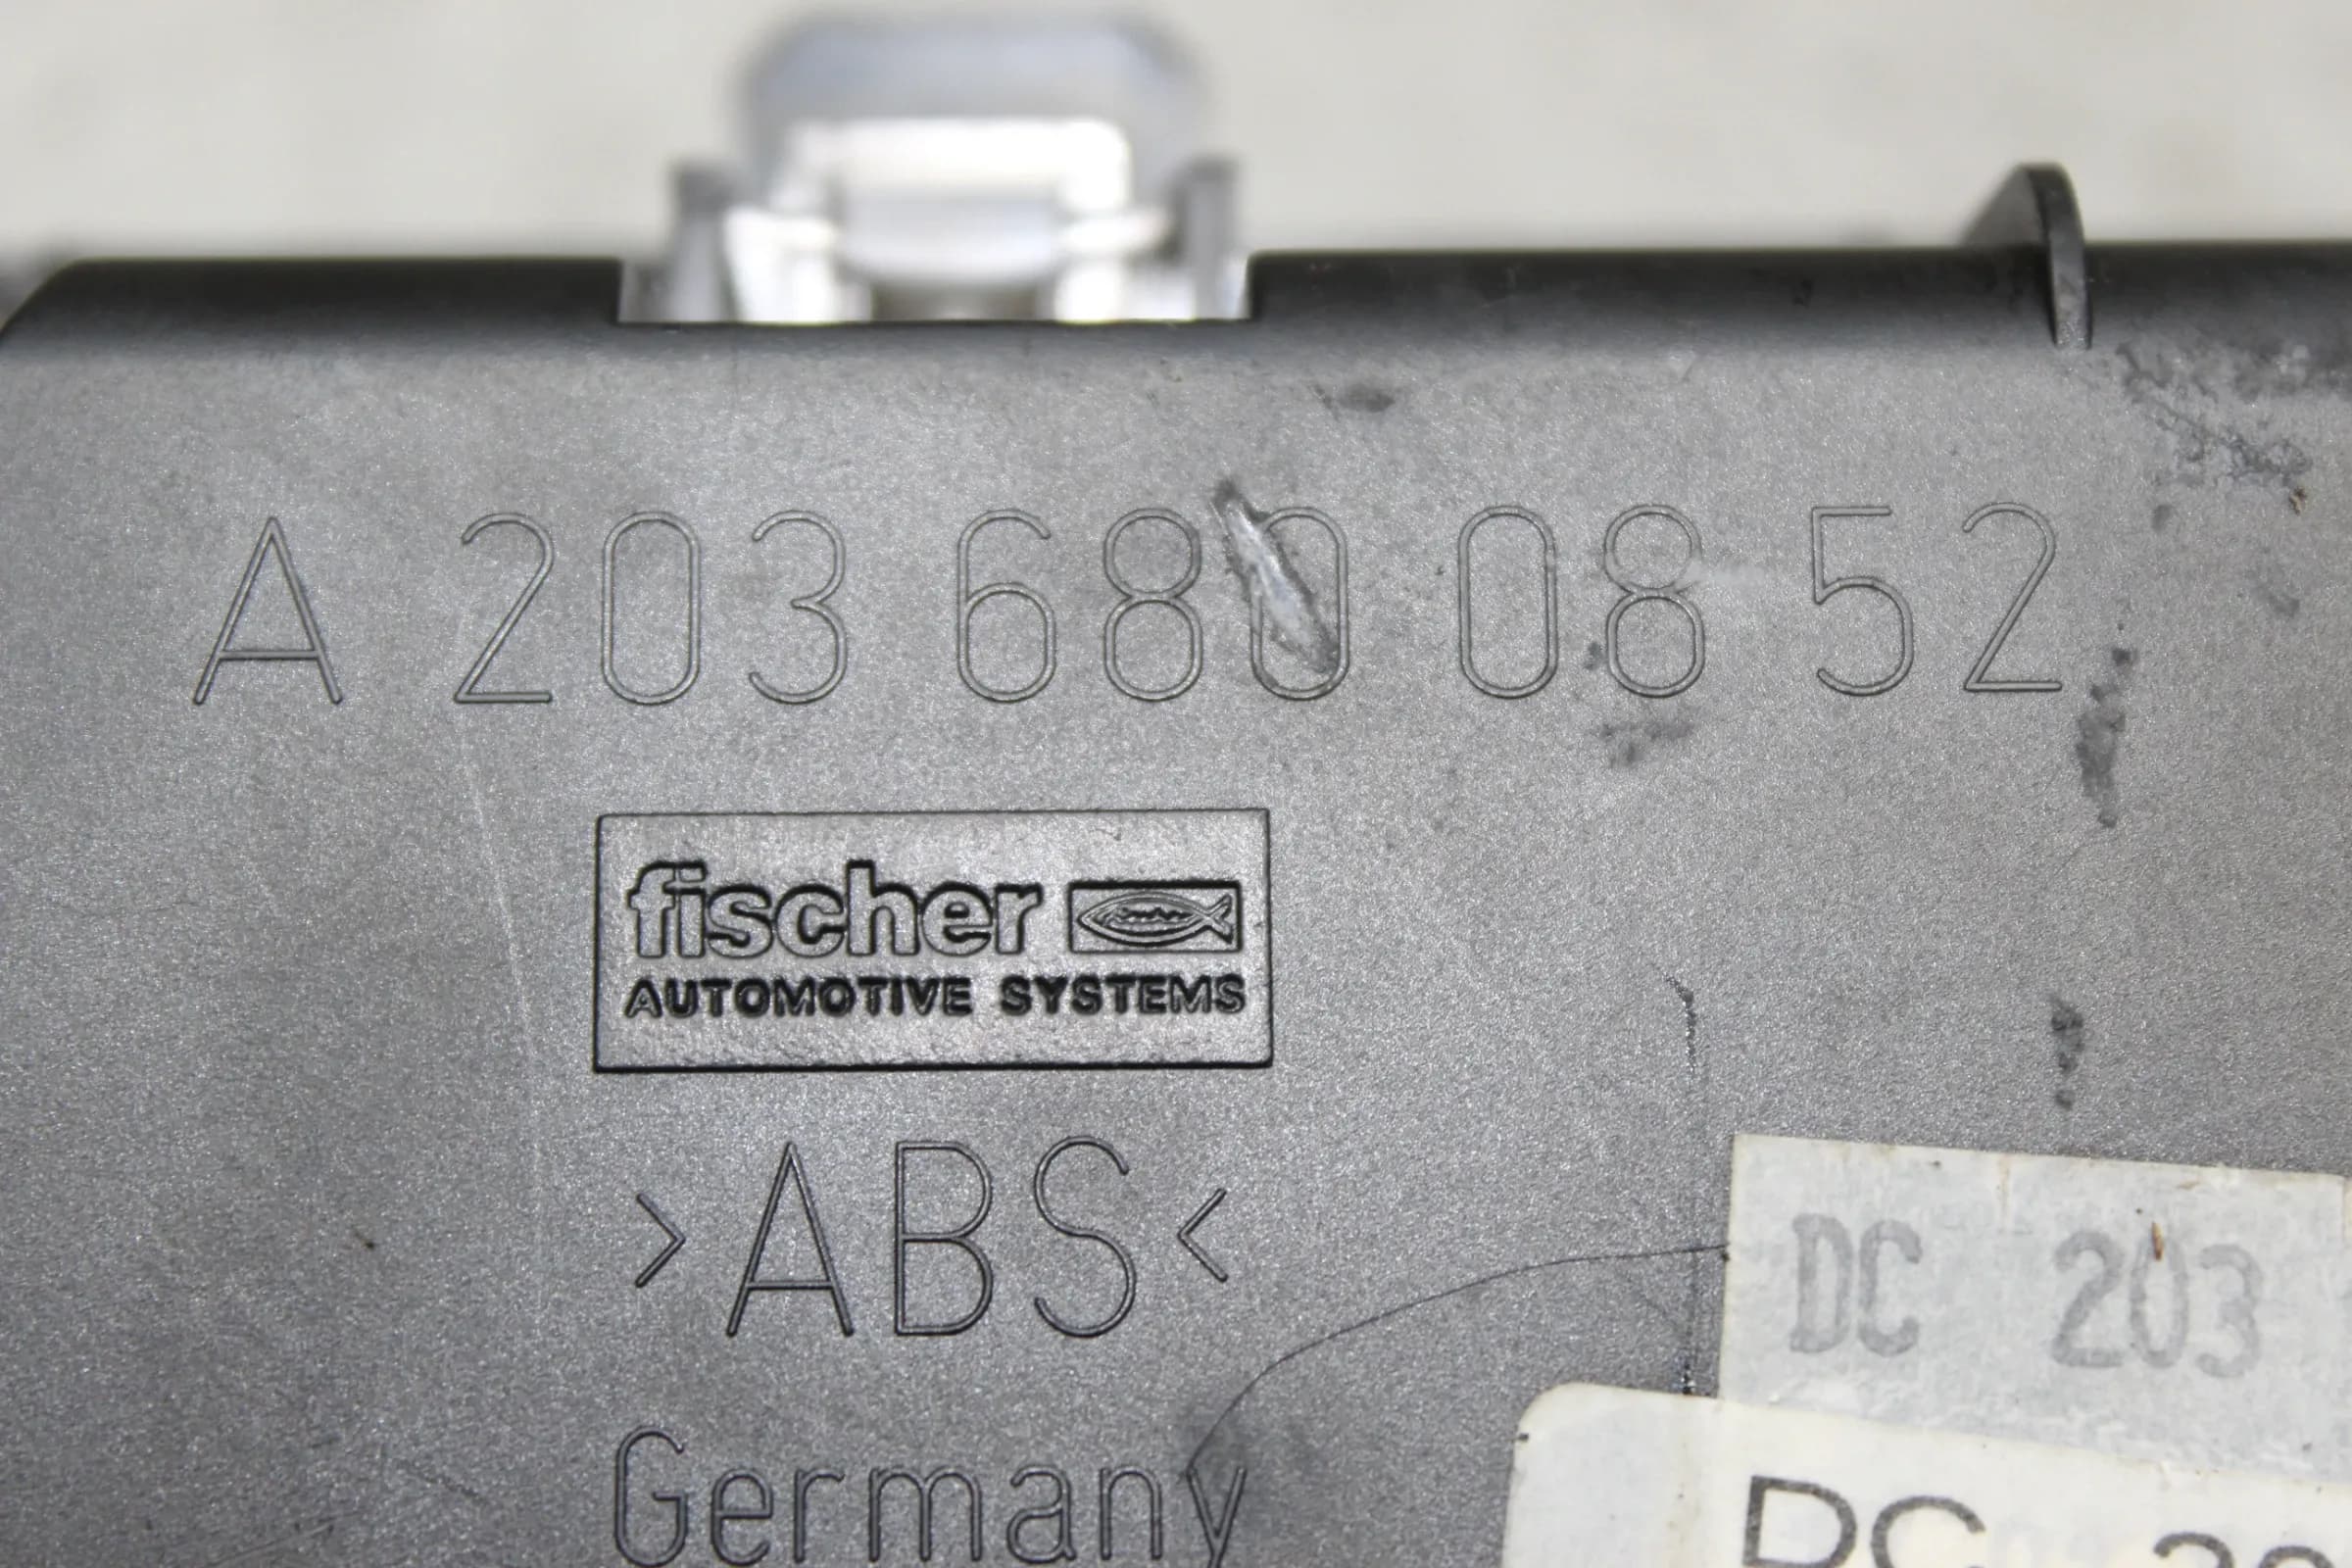 A 203 680 08 52
fischer
AUTOMOTIVE SYSTEMS
>ABS<
Germany
DC 203